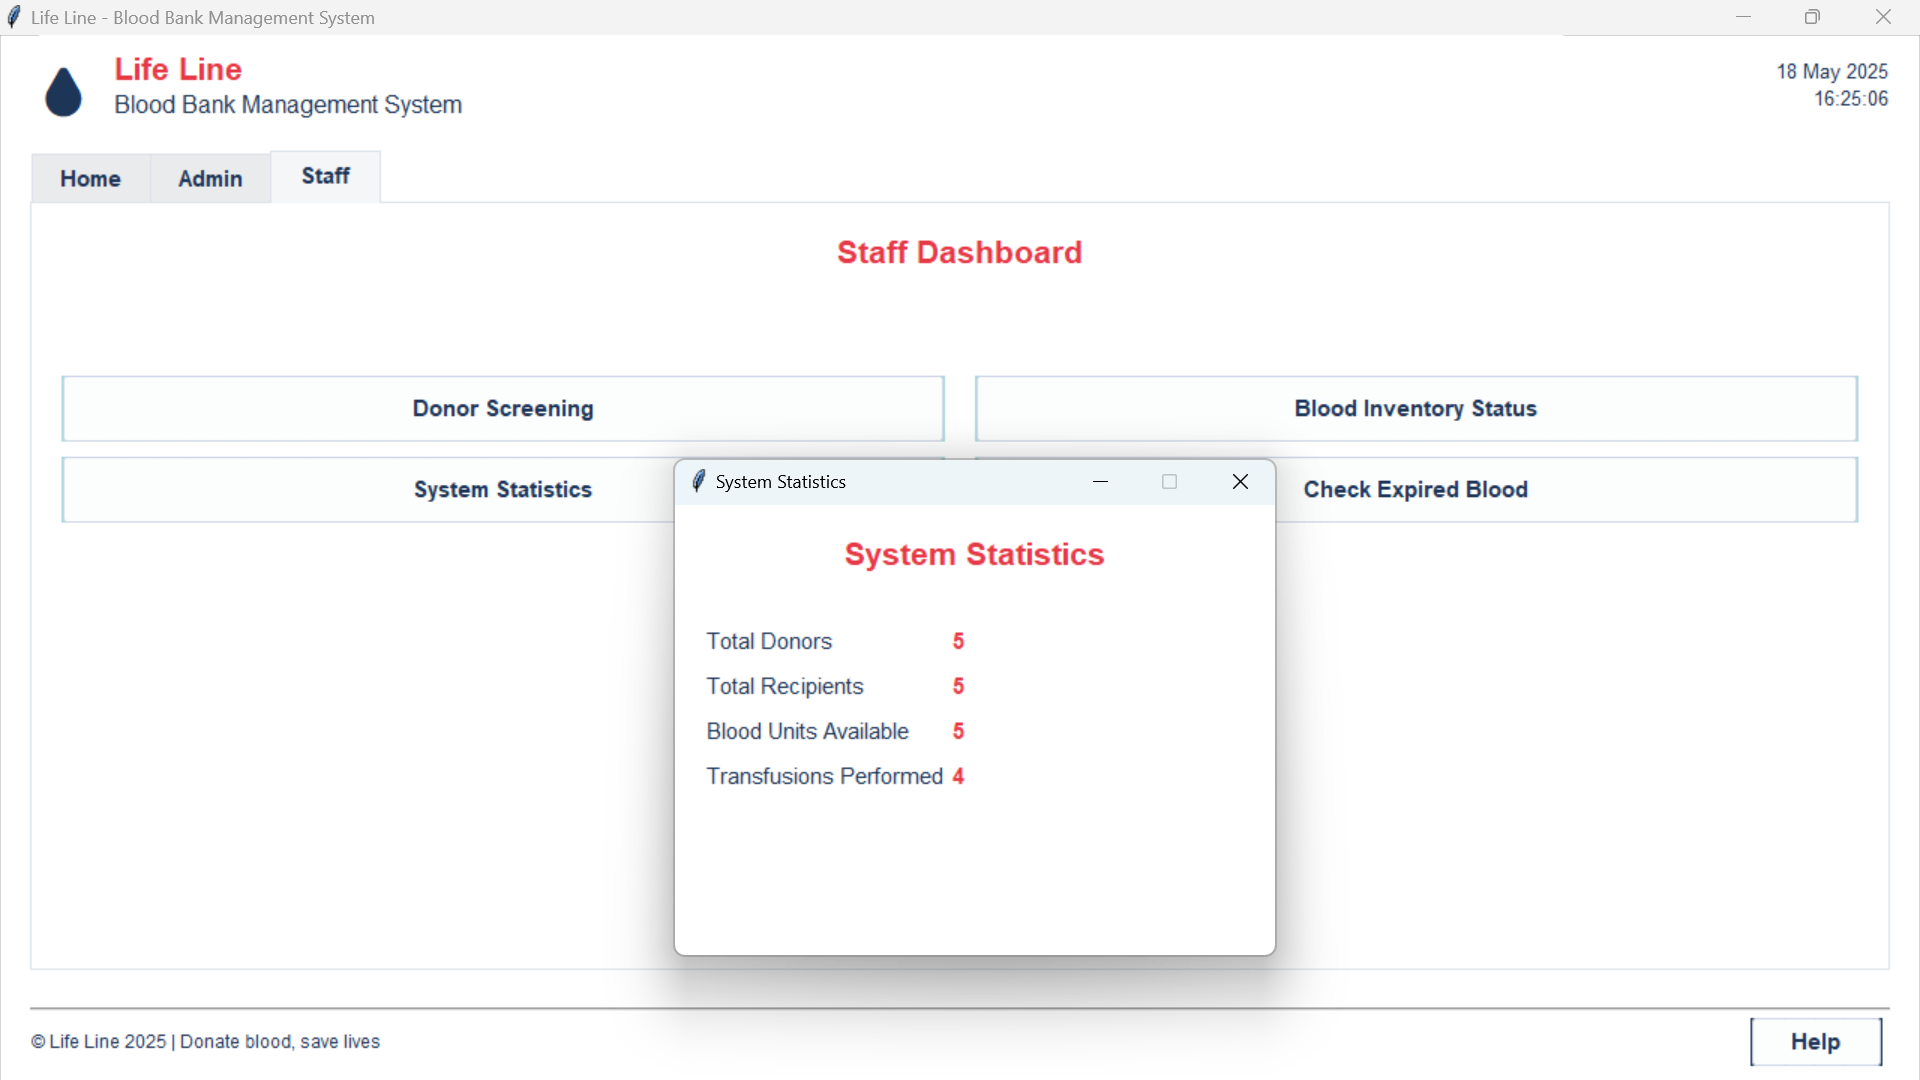 Life Line - Blood Bank Management System
Life Line
Blood Bank Management System
18 May 2025
16:25:06
Home Admin Staff
Staff Dashboard
Donor Screening Blood Inventory Status
System Statistics Check Expired Blood
System Statistics
System Statistics
Total Donors 5
Total Recipients 5
Blood Units Available 5
Transfusions Performed 4
© Life Line 2025 | Donate blood, save lives
Help